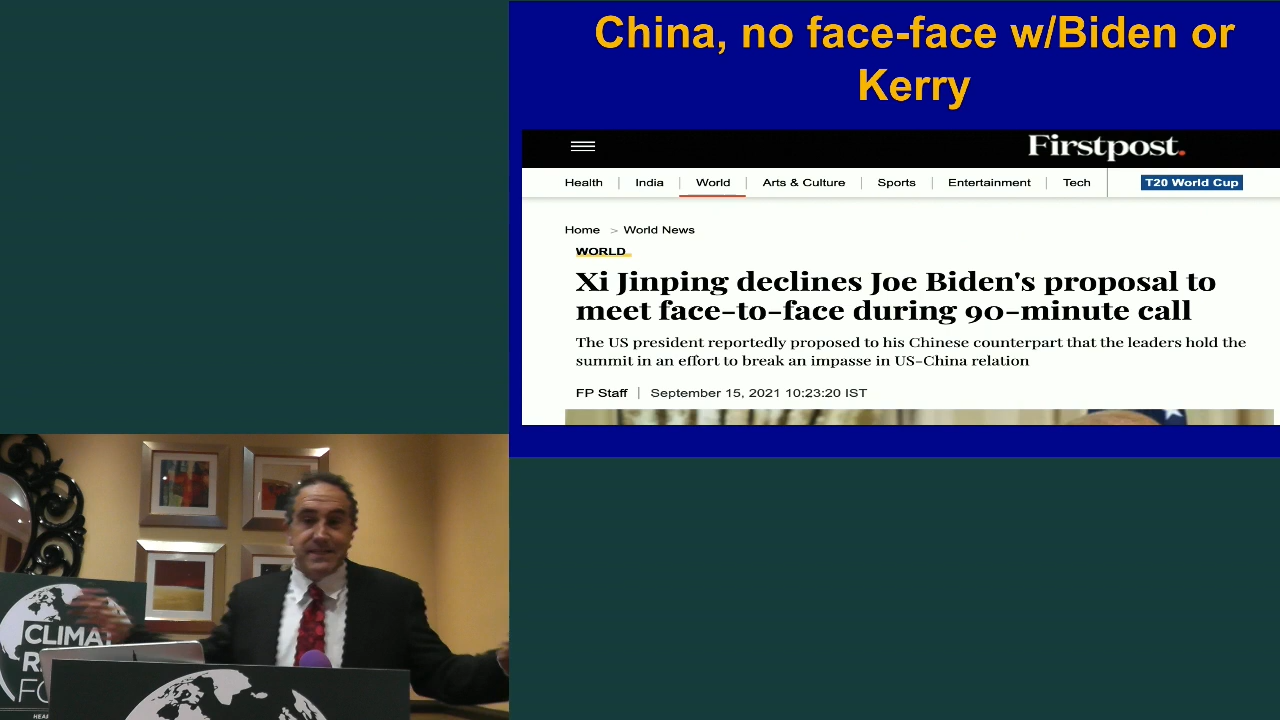 China, no face-face w/Biden or
Kerry
Firstpost.
Health | India | World | Arts & Culture | Sports | Entertainment | Tech
T20 World Cup
Home > World News
WORLD
Xi Jinping declines Joe Biden's proposal to
meet face-to-face during 90-minute call
The US president reportedly proposed to his Chinese counterpart that the leaders hold the
summit in an effort to break an impasse in US-China relation
FP Staff | September 15, 2021 10:23:20 IST
CLIMA
R
FO
HEA